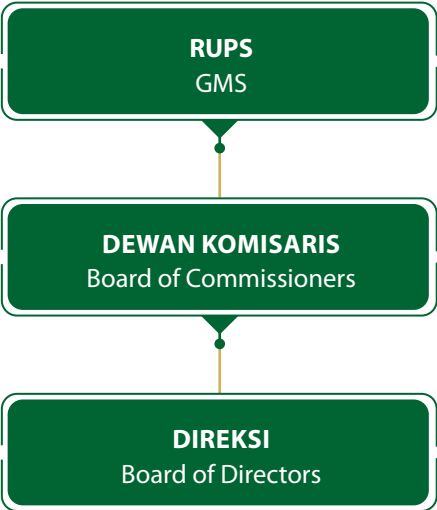 RUPS
GMS
DEWAN KOMISARIS
Board of Commissioners
DIREKSI
Board of Directors